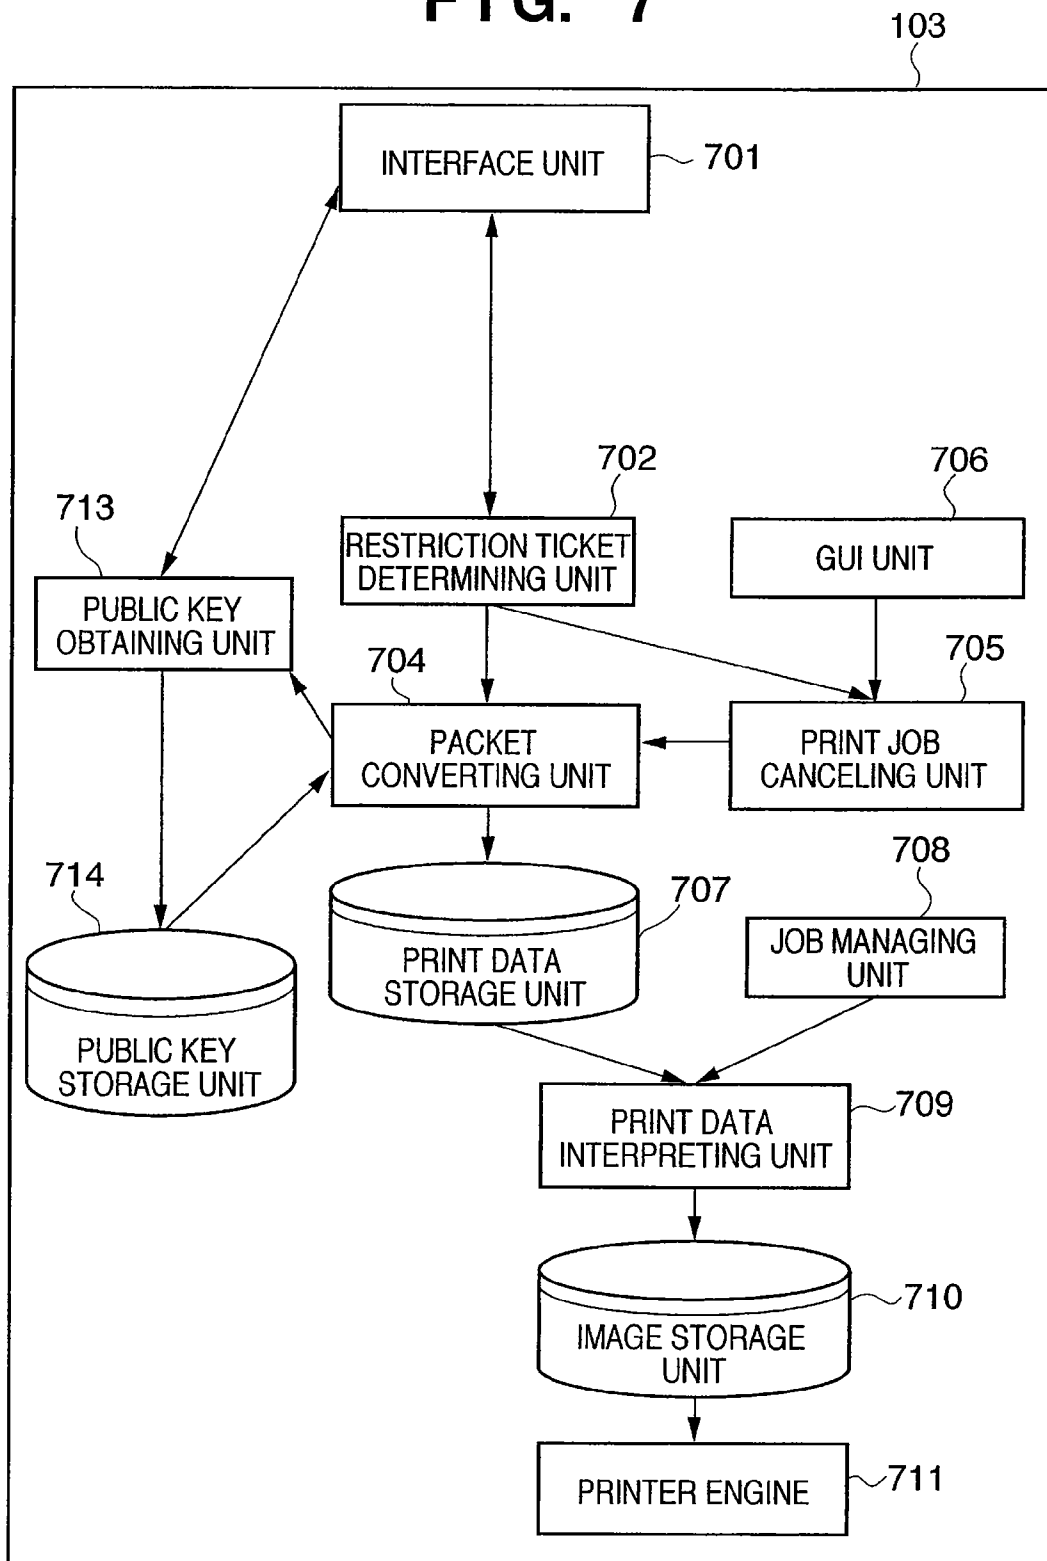 FIG. 7
103
INTERFACE UNIT
701
702
706
713
RESTRICTION TICKET
DETERMINING UNIT
GUI UNIT
PUBLIC KEY
OBTAINING UNIT
704
705
PACKET
CONVERTING UNIT
PRINT JOB
CANCELING UNIT
714
707
708
PRINT DATA
STORAGE UNIT
JOB MANAGING
UNIT
PUBLIC KEY
STORAGE UNIT
PRINT DATA
INTERPRETING UNIT
709
IMAGE STORAGE
UNIT
710
PRINTER ENGINE
711